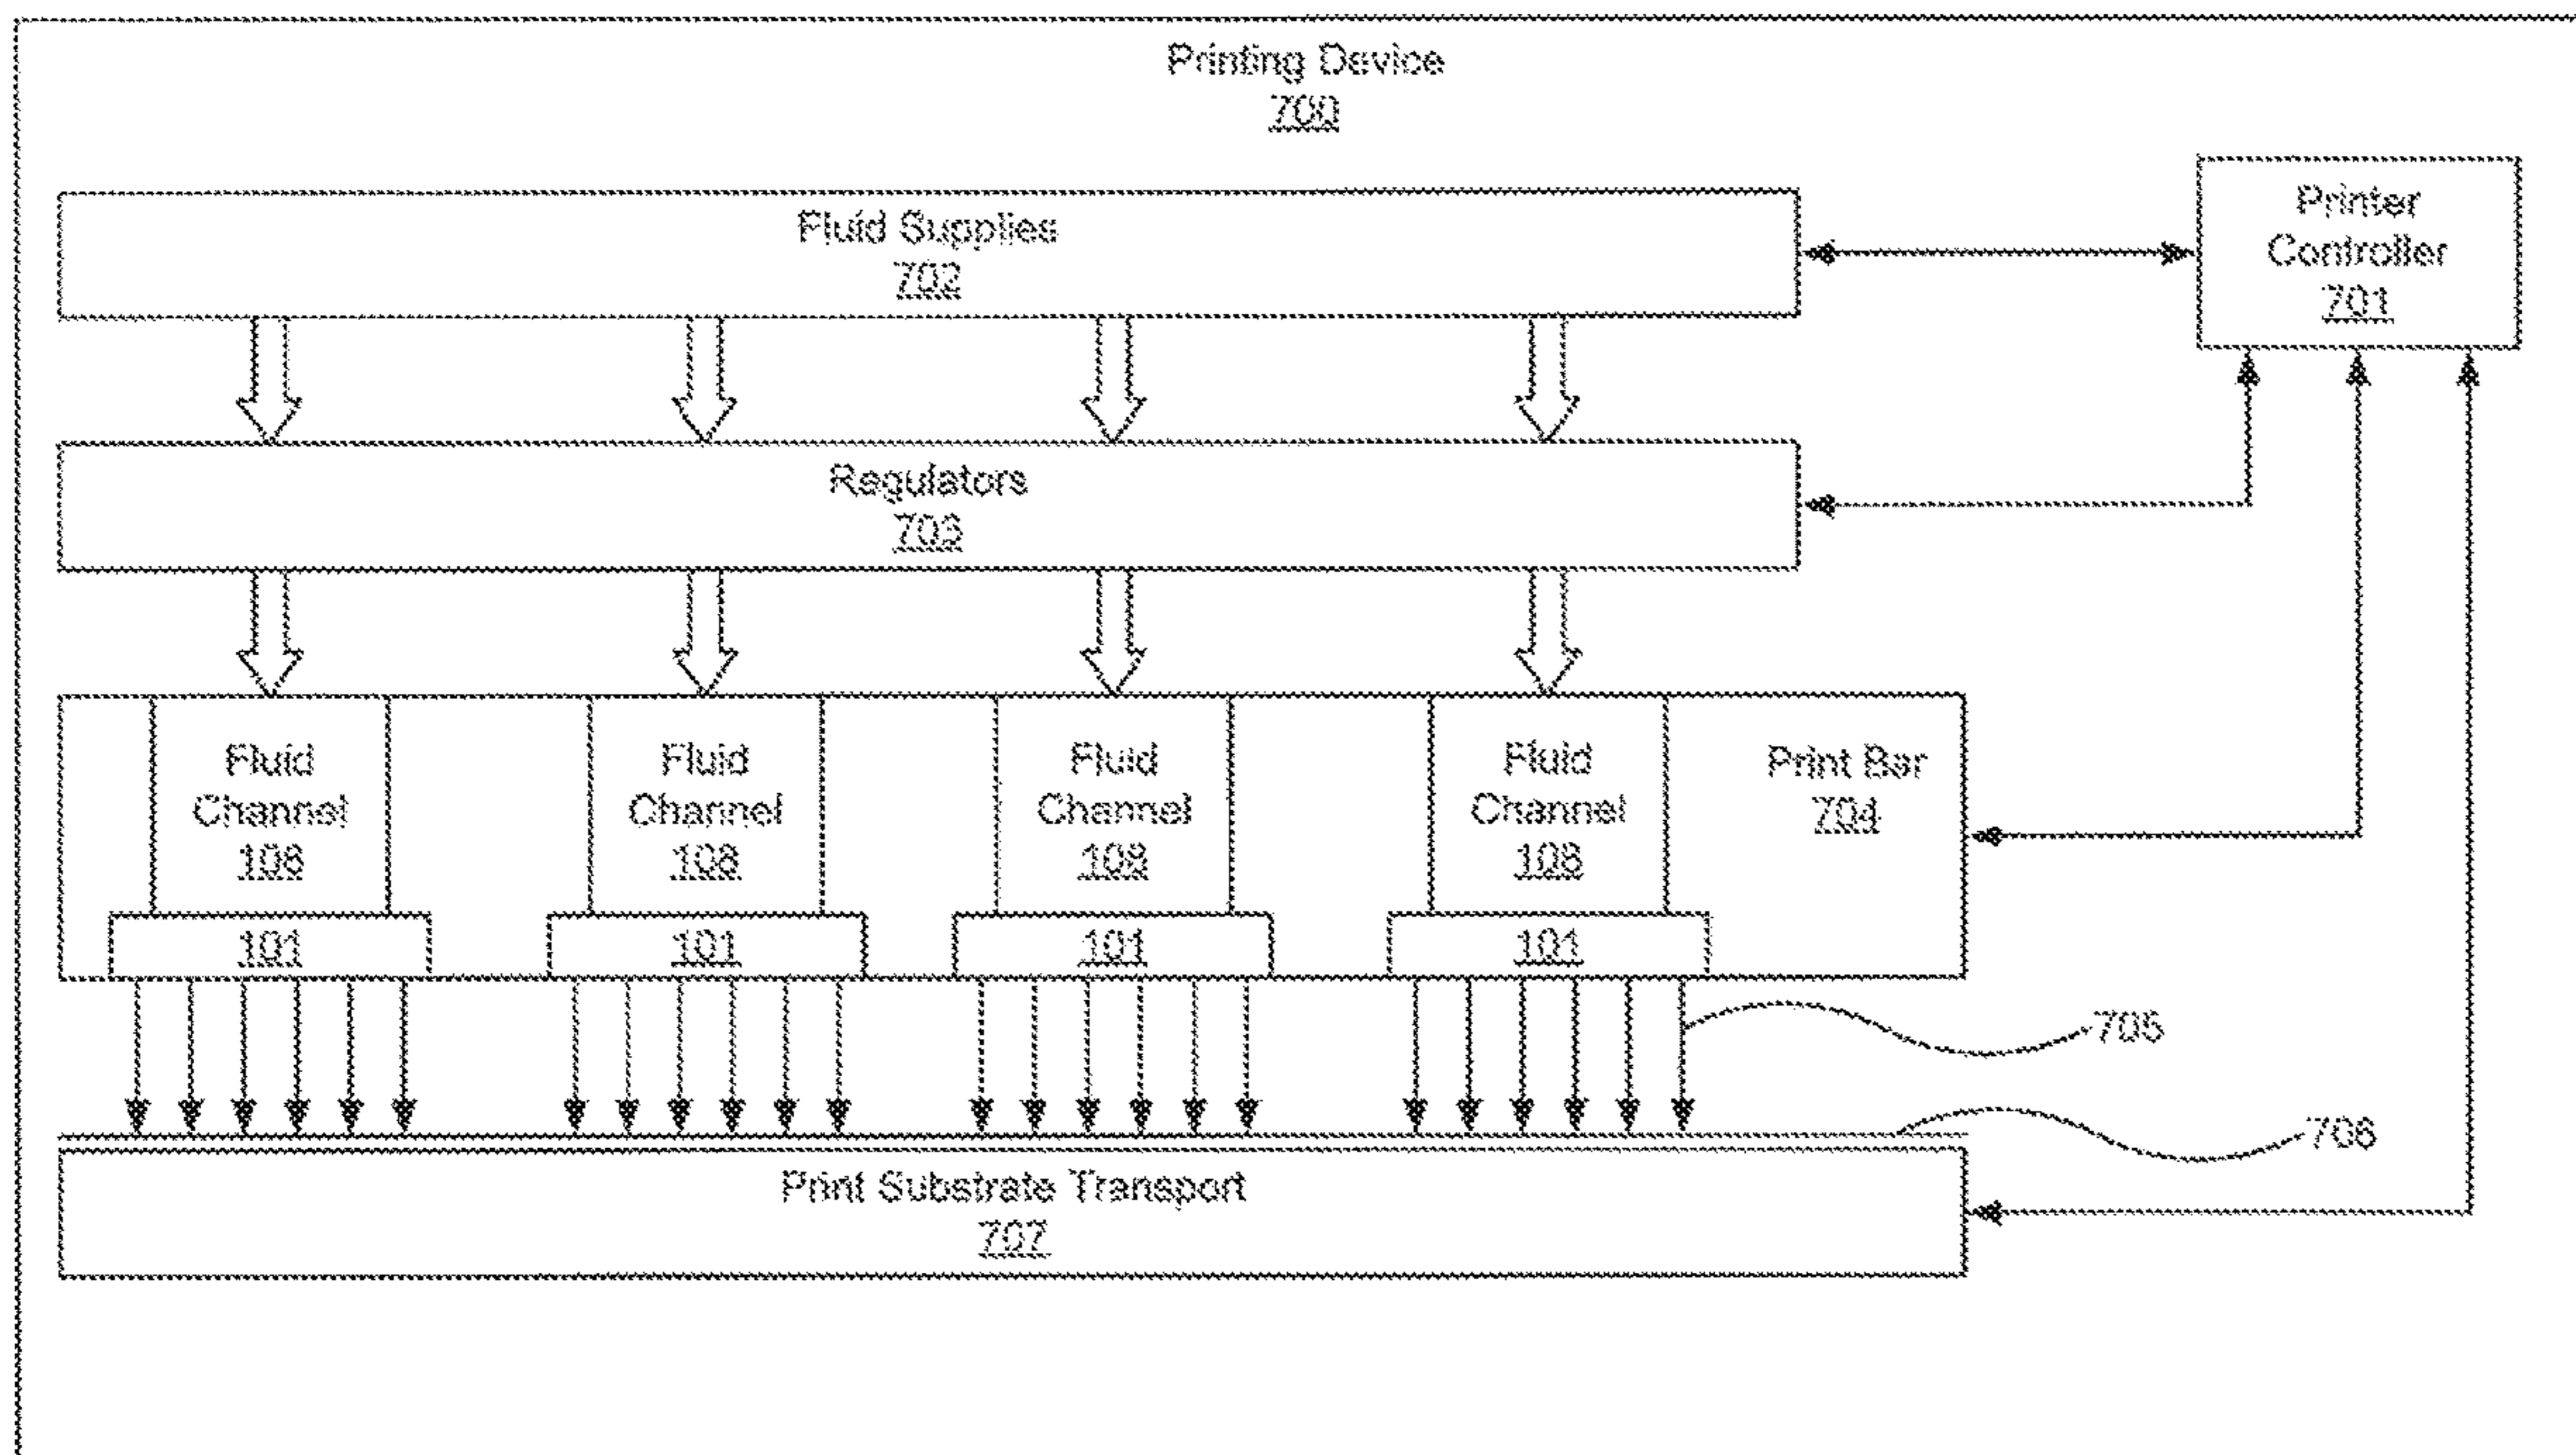 Printing Device
700
Printer
Controller
701
Fluid Supplies
702
Regulators
703
Fluid
Channel
108
Fluid
Channel
108
Fluid
Channel
108
Fluid
Channel
108
Print Bar
704
101
101
101
101
705
706
Print Substrate Transport
707